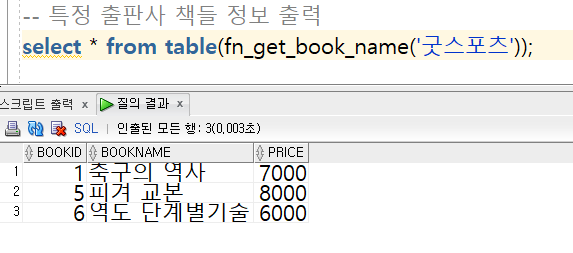 -- 특정 출판사 책들 정보 출력
select * from table(fn_get_book_name('굿스포츠'));
스크립트 출력 x 질의 결과 x
SQL | 인출된 모든 행: 3(0,003초)
BOOKID BOOKNAME PRICE
1 1 축구의 역사 7000
2 5 피겨 교본 8000
3 6 역도 단계별기술 6000